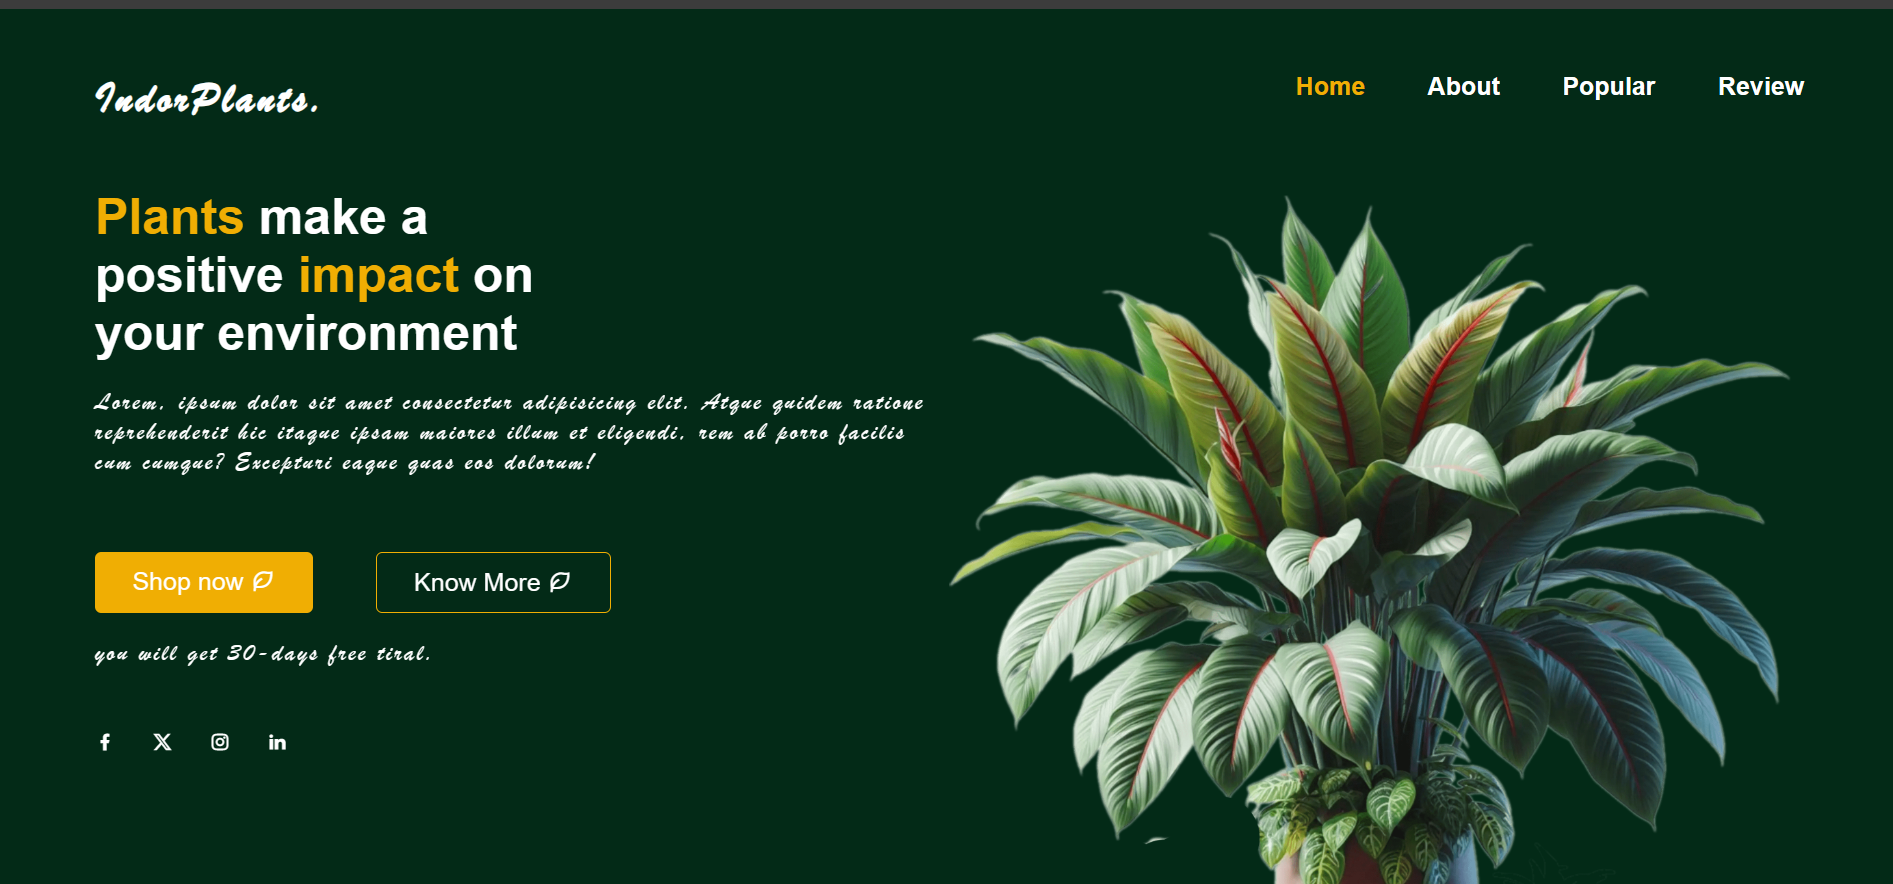 IndorPlants.
Home About Popular Review
Plants make a
positive impact on
your environment
Lorem, ipsum dolor sit amet consectetur adipisicing elit. Atque quidem ratione
reprehenderit hic itaque ipsam maiores illum et eligendi, rem ab porro facilis
cum cumque? Excepturi eaque quas eos dolorum!
Shop now Know More
you will get 30-days free tiral.